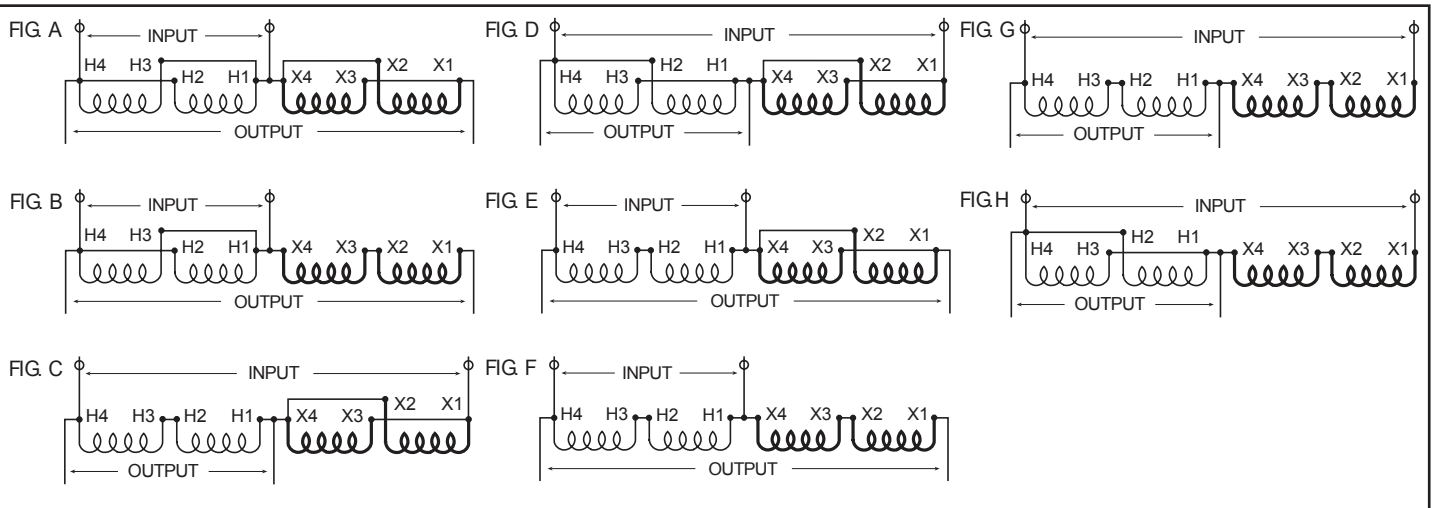 FIG. A
INPUT
H4 H3 H2 H1 X4 X3 X2 X1
OUTPUT
FIG. D
INPUT
H4 H3 H2 H1 X4 X3 X2 X1
OUTPUT
FIG. G
INPUT
H4 H3 H2 H1 X4 X3 X2 X1
OUTPUT
FIG. B
INPUT
H4 H3 H2 H1 X4 X3 X2 X1
OUTPUT
FIG. E
INPUT
H4 H3 H2 H1 X4 X3 X2 X1
OUTPUT
FIG.H
INPUT
H4 H3 H2 H1 X4 X3 X2 X1
OUTPUT
FIG. C
INPUT
H4 H3 H2 H1 X4 X3 X2 X1
OUTPUT
FIG. F
INPUT
H4 H3 H2 H1 X4 X3 X2 X1
OUTPUT